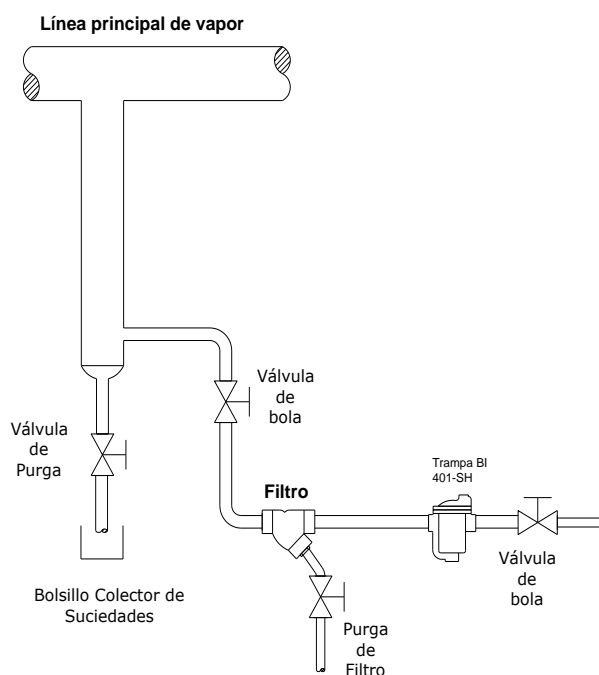 Línea principal de vapor
Válvula
de
bola
Válvula
de
Purga
Trampa BI
401-SH
Filtro
Válvula
de
bola
Bolsillo Colector de
Suciedades
Purga
de
Filtro